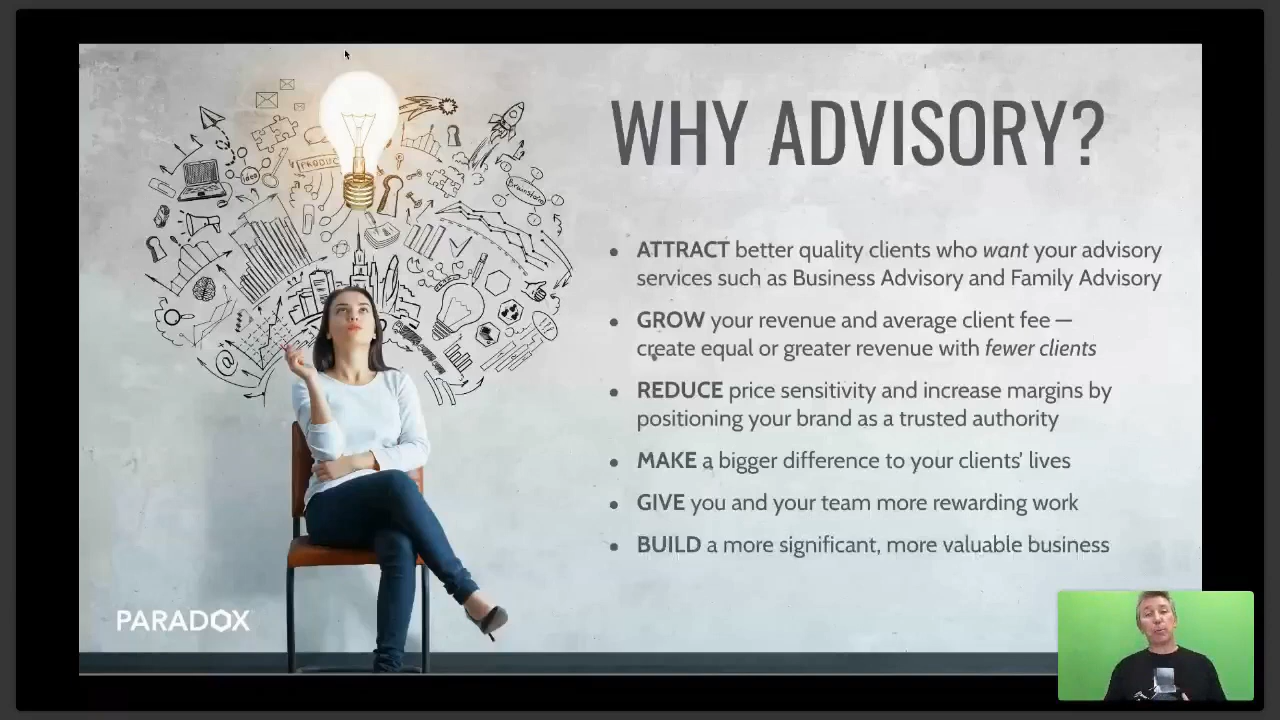 WHY ADVISORY?
PRODUC
idea
Brainstorm
• ATTRACT better quality clients who want your advisory
services such as Business Advisory and Family Advisory
• GROW your revenue and average client fee —
create equal or greater revenue with fewer clients
• REDUCE price sensitivity and increase margins by
positioning your brand as a trusted authority
• MAKE a bigger difference to your clients' lives
• GIVE you and your team more rewarding work
• BUILD a more significant, more valuable business
@
PARADOX